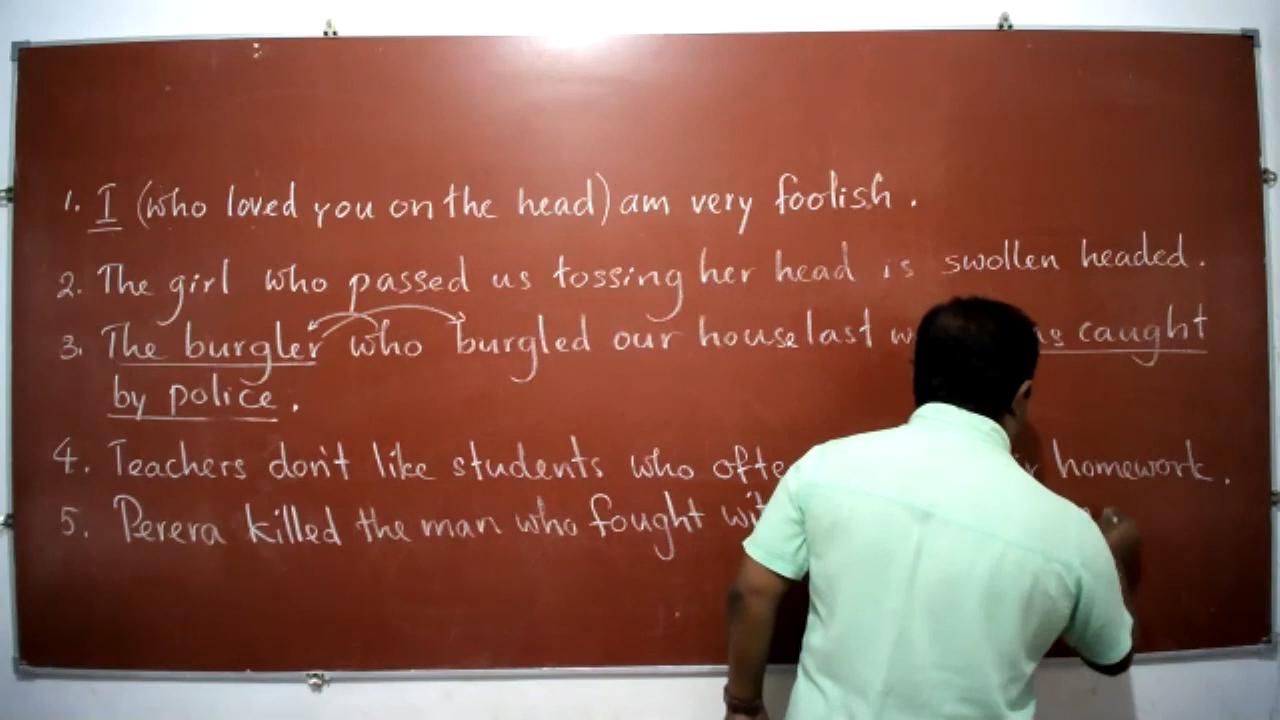 1. I (who loved you on the head) am very foolish.
2. The girl who passed us tossing her head is swollen headed.
3. The burgler who burgled our house last caught
by police.
4. Teachers don't like students who homework.
5. Perera killed the man who fought